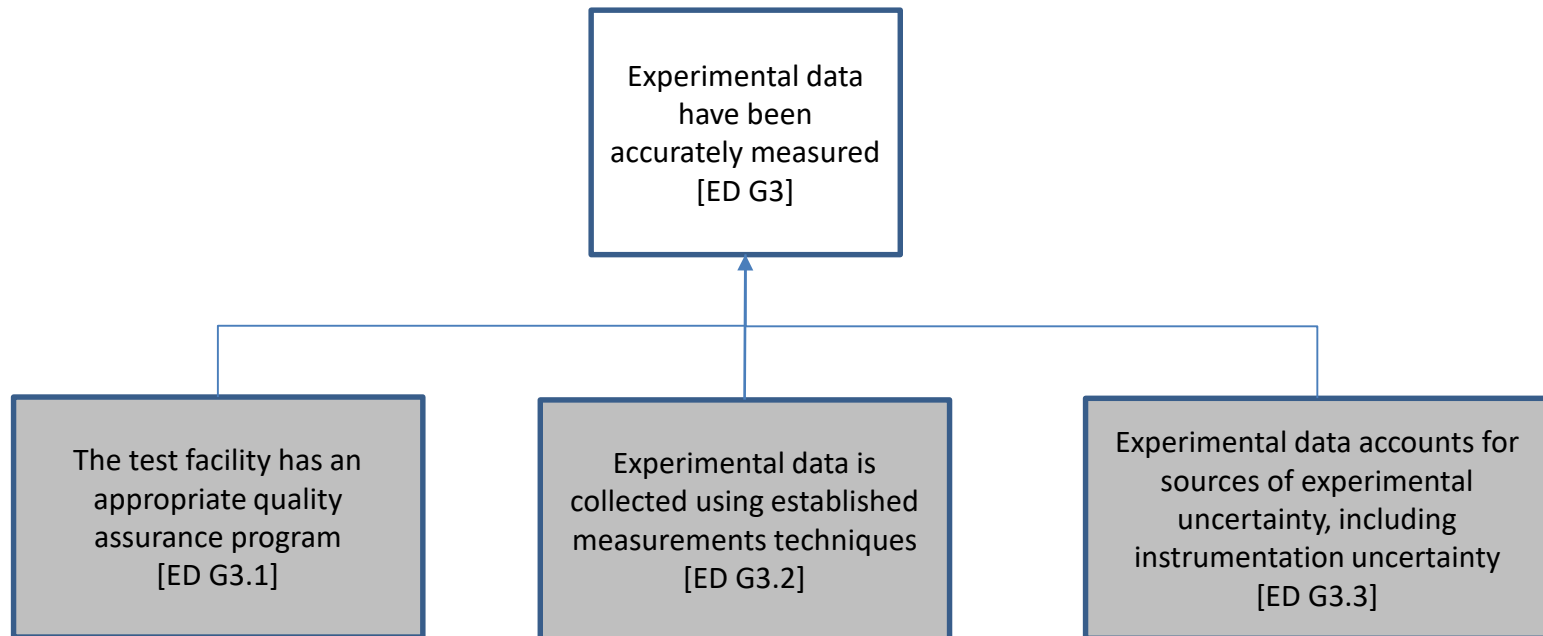 Experimental data
have been
accurately measured
[ED G3]
The test facility has an
appropriate quality
assurance program
[ED G3.1]
Experimental data is
collected using established
measurements techniques
[ED G3.2]
Experimental data accounts for
sources of experimental
uncertainty, including
instrumentation uncertainty
[ED G3.3]